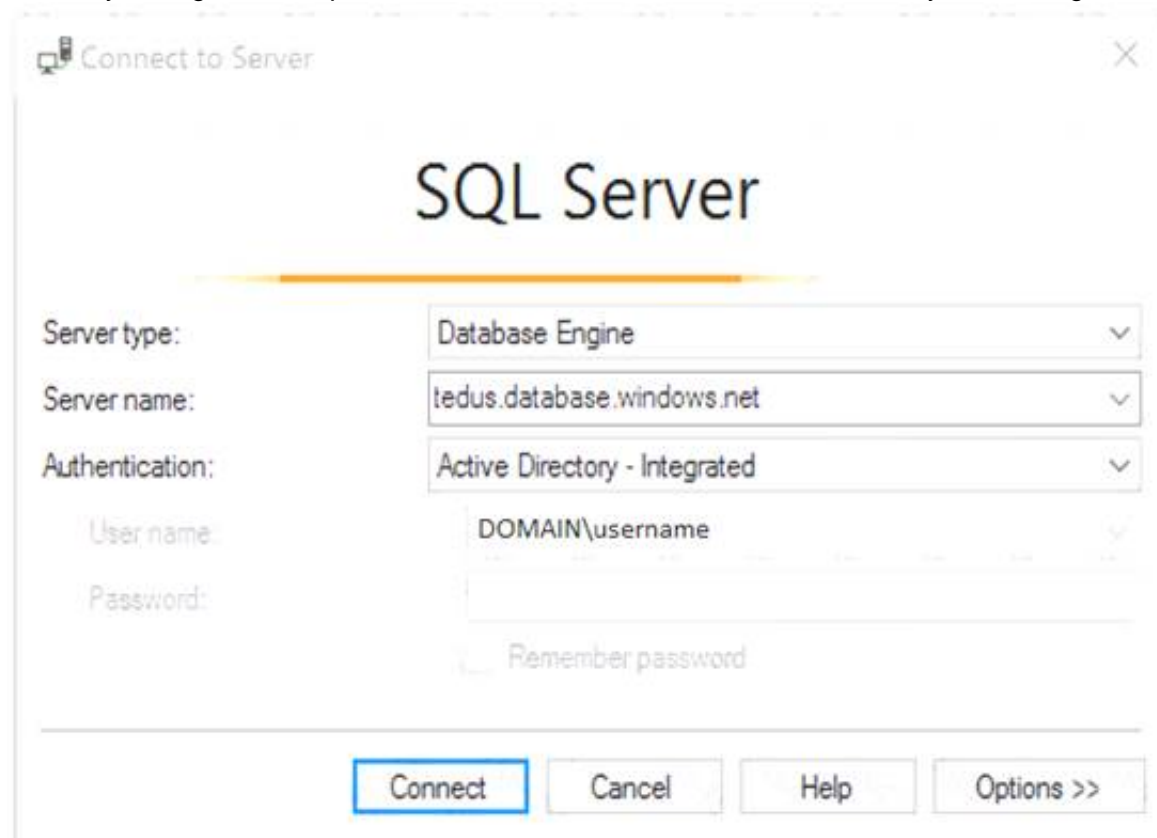 Connect to Server
SQL Server
Server type: Database Engine
Server name: tedus.database.windows.net
Authentication: Active Directory - Integrated
User name: DOMAIN\username
Password:
Remember password
Connect Cancel Help Options >>